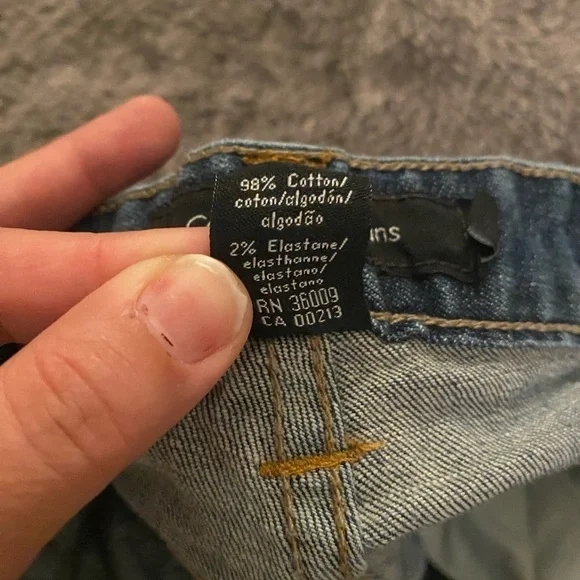 98% Cotton/
coton/algodón/
algodão
2% Elastane/
elasthanne/
elastano/
elastano
RN 36009
CA 00213